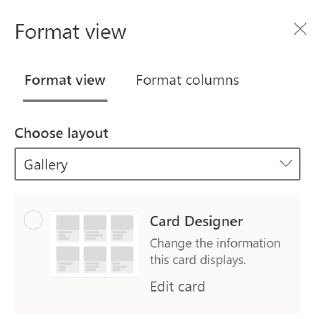 Format view
Format view
Format columns
Choose layout
Gallery
Card Designer
Change the information
this card displays.
Edit card